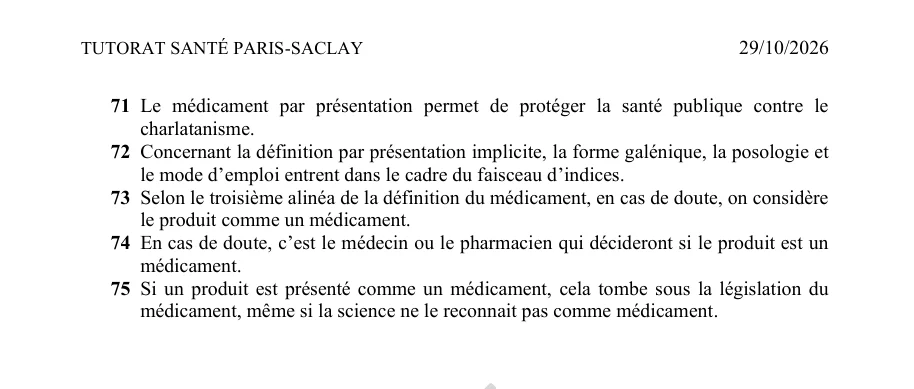 TUTORAT SANTÉ PARIS-SACLAY 29/10/2026
71 Le médicament par présentation permet de protéger la santé publique contre le
charlatanisme.
72 Concernant la définition par présentation implicite, la forme galénique, la posologie et
le mode d’emploi entrent dans le cadre du faisceau d’indices.
73 Selon le troisième alinéa de la définition du médicament, en cas de doute, on considère
le produit comme un médicament.
74 En cas de doute, c’est le médecin ou le pharmacien qui décideront si le produit est un
médicament.
75 Si un produit est présenté comme un médicament, cela tombe sous la législation du
médicament, même si la science ne le reconnait pas comme médicament.